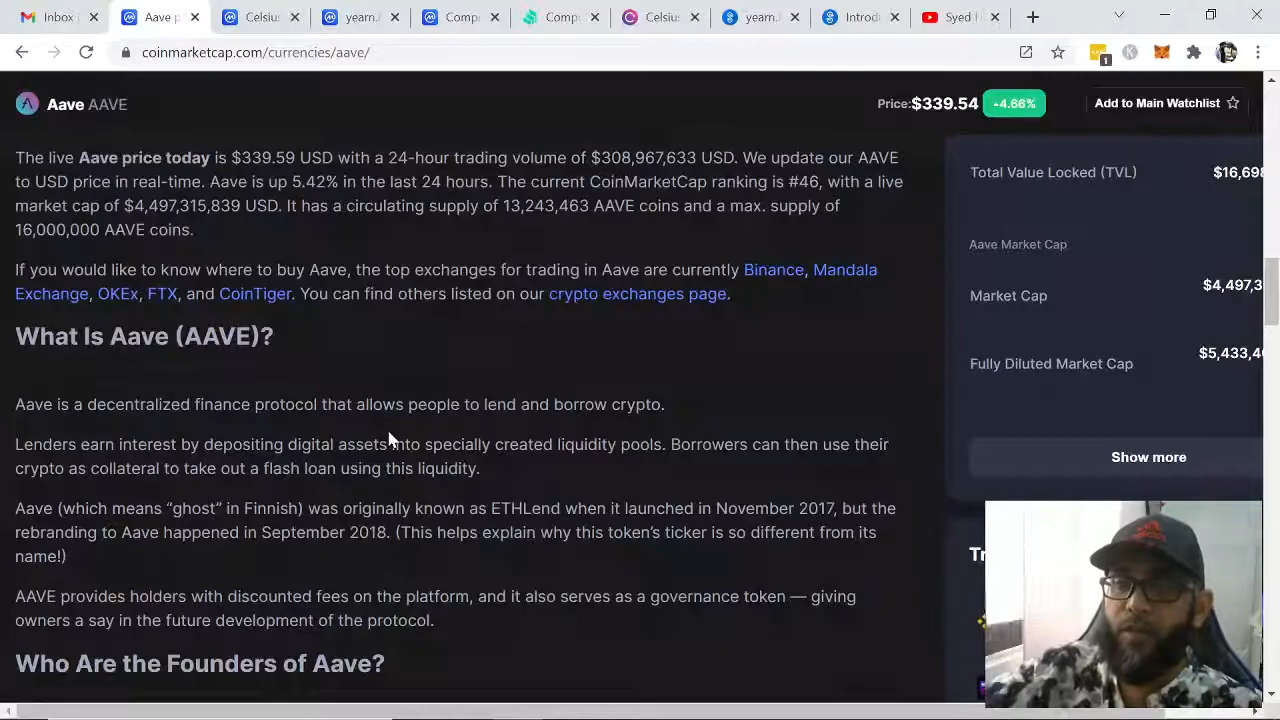 Inbox
Aave p
Celsius
yearn.f
Comp
Comp
Celsius
yearn.f
Introd
Syed
coinmarketcap.com/currencies/aave/
1
Aave AAVE
Price:$339.54
4.66%
Add to Main Watchlist
The live Aave price today is $339.59 USD with a 24-hour trading volume of $308,967,633 USD. We update our AAVE
to USD price in real-time. Aave is up 5.42% in the last 24 hours. The current CoinMarketCap ranking is #46, with a live
market cap of $4,497,315,839 USD. It has a circulating supply of 13,243,463 AAVE coins and a max. supply of
16,000,000 AAVE coins.
If you would like to know where to buy Aave, the top exchanges for trading in Aave are currently Binance, Mandala
Exchange, OKEx, FTX, and CoinTiger. You can find others listed on our crypto exchanges page.
What Is Aave (AAVE)?
Aave is a decentralized finance protocol that allows people to lend and borrow crypto.
Lenders earn interest by depositing digital assets into specially created liquidity pools. Borrowers can then use their
crypto as collateral to take out a flash loan using this liquidity.
Aave (which means “ghost” in Finnish) was originally known as ETHLend when it launched in November 2017, but the
rebranding to Aave happened in September 2018. (This helps explain why this token’s ticker is so different from its
name!)
AAVE provides holders with discounted fees on the platform, and it also serves as a governance token — giving
owners a say in the future development of the protocol.
Who Are the Founders of Aave?
Total Value Locked (TVL)
$16,698
Aave Market Cap
Market Cap
$4,497,3
Fully Diluted Market Cap
$5,433,4
Show more